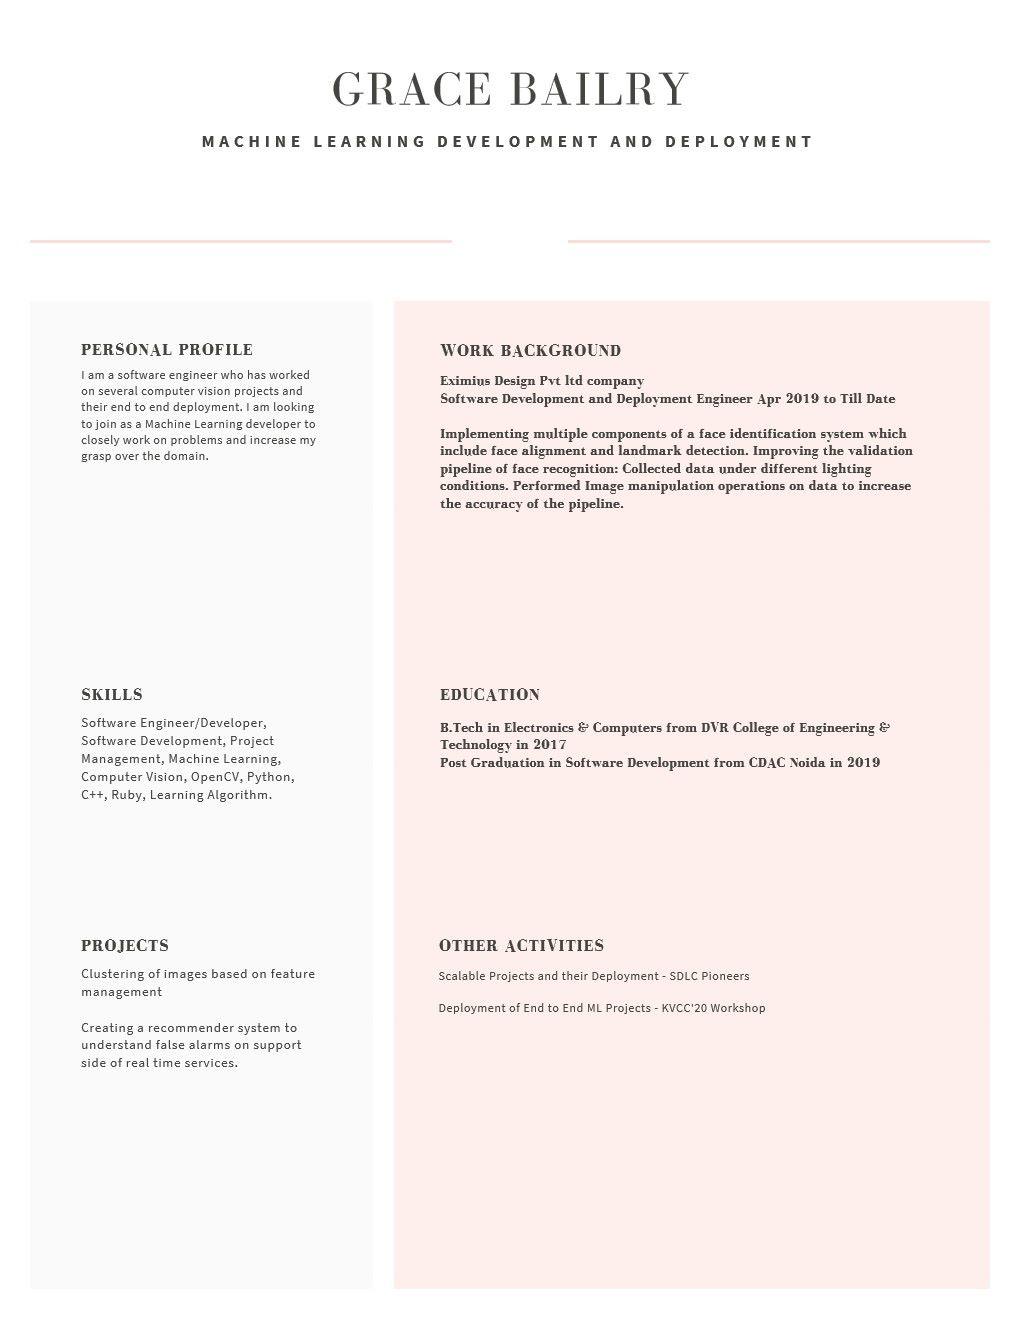 GRACE BAILRY
MACHINE LEARNING DEVELOPMENT AND DEPLOYMENT
PERSONAL PROFILE
I am a software engineer who has worked
on several computer vision projects and
their end to end deployment. I am looking
to join as a Machine Learning developer to
closely work on problems and increase my
grasp over the domain.
SKILLS
Software Engineer/Developer,
Software Development, Project
Management, Machine Learning,
Computer Vision, OpenCV, Python,
C++, Ruby, Learning Algorithm.
PROJECTS
Clustering of images based on feature
management
Creating a recommender system to
understand false alarms on support
side of real time services.
WORK BACKGROUND
Eximius Design Pvt ltd company
Software Development and Deployment Engineer Apr 2019 to Till Date
Implementing multiple components of a face identification system which
include face alignment and landmark detection. Improving the validation
pipeline of face recognition: Collected data under different lighting
conditions. Performed Image manipulation operations on data to increase
the accuracy of the pipeline.
EDUCATION
B.Tech in Electronics & Computers from DVR College of Engineering &
Technology in 2017
Post Graduation in Software Development from CDAC Noida in 2019
OTHER ACTIVITIES
Scalable Projects and their Deployment - SDLC Pioneers
Deployment of End to End ML Projects - KVCC'20 Workshop